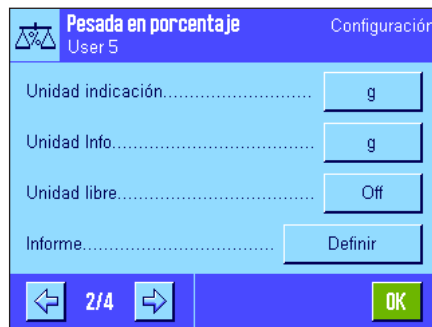 Pesada en porcentaje Configuración
User 5
Unidad indicación............................ g
Unidad Info..................................... g
Unidad libre.................................... Off
Informe................................... Definir
2/4 OK